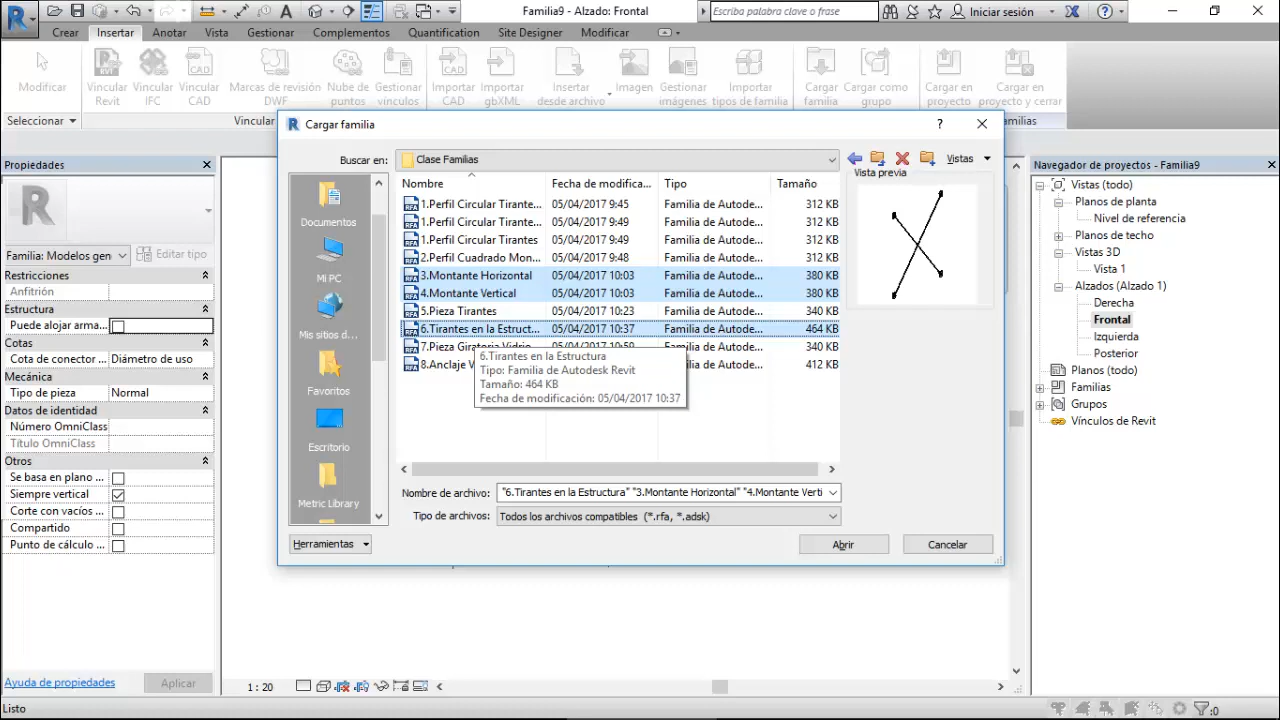 Familia9 - Alzado: Frontal
Escriba palabra clave o frase
Iniciar sesión
Crear
Insertar
Anotar
Vista
Gestionar
Complementos
Quantification
Site Designer
Modificar
Modificar
Vincular Revit
Vincular IFC
Vincular CAD
Marcas de revisión DWF
Nube de puntos
Gestionar vínculos
Importar CAD
Importar gbXML
Insertar desde archivo
Imagen
Gestionar imágenes
Importar tipos de familia
Cargar familia
Cargar como grupo
Cargar en proyecto
Cargar en proyecto y cerrar
Seleccionar
Vincular
amilias
Propiedades
Familia: Modelos gen
Editar tipo
Restricciones
Anfitrión
Estructura
Puede alojar arma...
Cotas
Cota de conector ... Diámetro de uso
Mecánica
Tipo de pieza Normal
Datos de identidad
Número OmniClass
Título OmniClass
Otros
Se basa en plano ...
Siempre vertical
Corte con vacíos ...
Compartido
Punto de cálculo ...
Ayuda de propiedades
Aplicar
Listo
Cargar familia
?
Buscar en:
Clase Familias
Vistas
Vista previa
Documentos
Mi PC
Mis sitios d...
Favoritos
Escritorio
Metric Library
Nombre Fecha de modifica... Tipo Tamaño
1.Perfil Circular Tirante... 05/04/2017 9:45 Familia de Autode... 312 KB
1.Perfil Circular Tirante... 05/04/2017 9:49 Familia de Autode... 312 KB
1.Perfil Circular Tirantes 05/04/2017 9:49 Familia de Autode... 312 KB
2.Perfil Cuadrado Mon... 05/04/2017 9:48 Familia de Autode... 312 KB
3.Montante Horizontal 05/04/2017 10:03 Familia de Autode... 380 KB
4.Montante Vertical 05/04/2017 10:03 Familia de Autode... 380 KB
5.Pieza Tirantes 05/04/2017 10:23 Familia de Autode... 340 KB
6.Tirantes en la Estruct... 05/04/2017 10:37 Familia de Autode... 464 KB
7.Pieza Giratoria Vidrio 05/04/2017 10:59 Familia de Autode... 340 KB
8.Anclaje V de Autode... 412 KB
6.Tirantes en la Estructura
Tipo: Familia de Autodesk Revit
Tamaño: 464 KB
Fecha de modificación: 05/04/2017 10:37
Nombre de archivo: "6.Tirantes en la Estructura" "3.Montante Horizontal" "4.Montante Verti
Tipo de archivos: Todos los archivos compatibles (*.rfa, *.adsk)
Herramientas
Abrir
Cancelar
1 : 20
Navegador de proyectos - Familia9
Vistas (todo)
Planos de planta
Nivel de referencia
Planos de techo
Vistas 3D
Vista 1
Alzados (Alzado 1)
Derecha
Frontal
Izquierda
Posterior
Planos (todo)
Familias
Grupos
Vínculos de Revit
:0